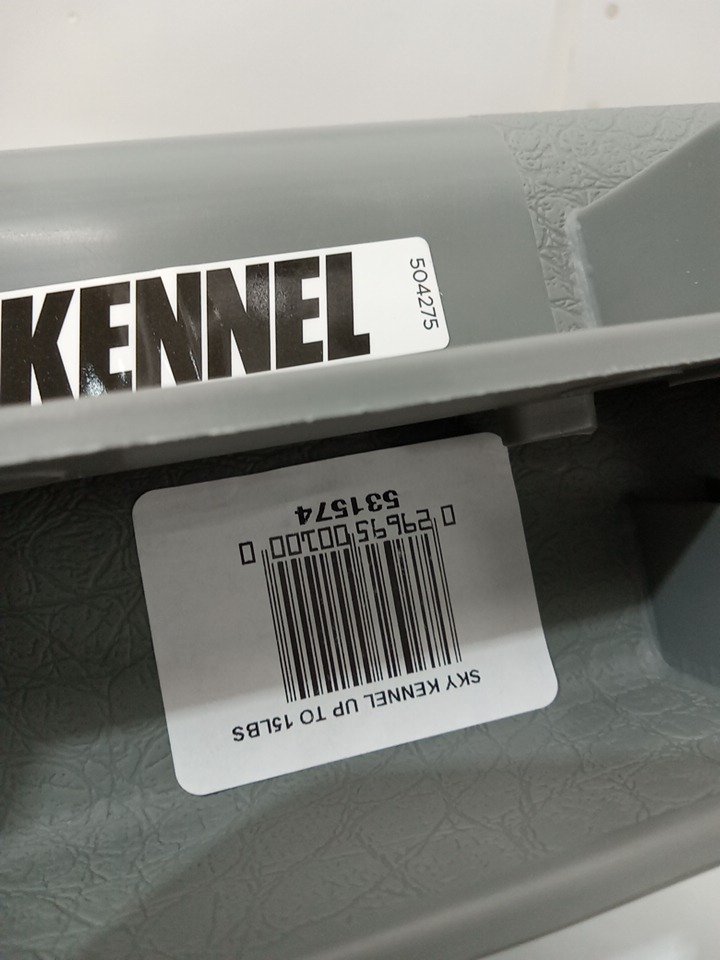 KENNEL
504275
SKY KENNEL UP TO 15LBS
0 29695 00100 0
531574